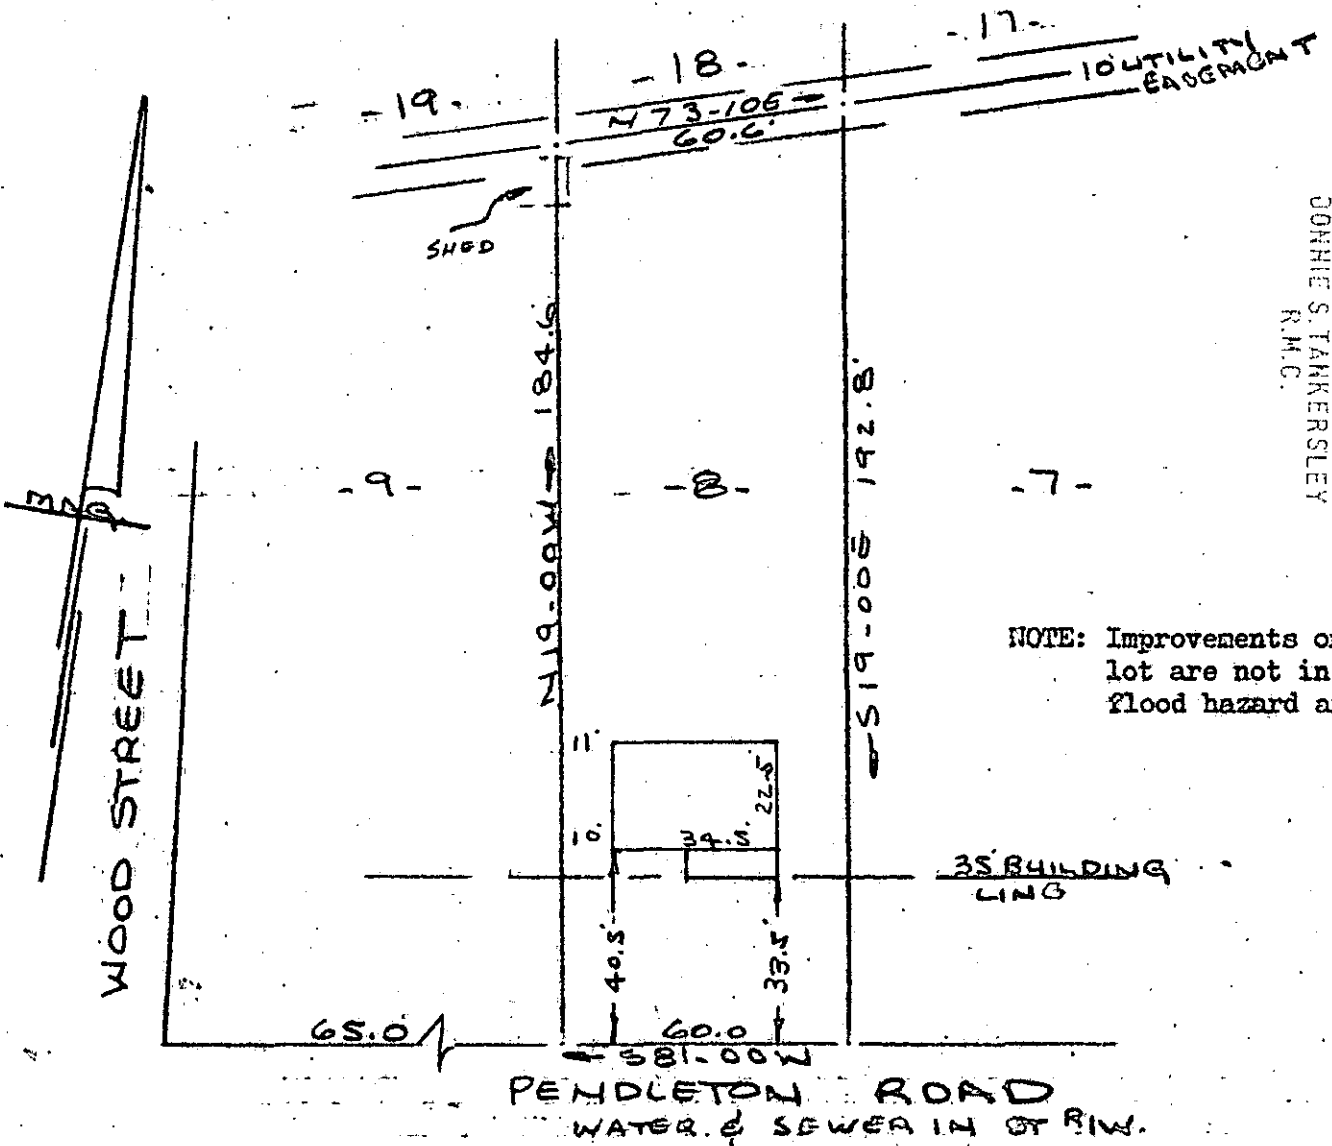 -19-
-18-
-17-
N 73-10E
60.6'
10' UTILITY
EASEMENT
SHED
DONNIE S. TANKERSLEY
R.M.C.
N19-00W 184.6
S19-00E 192.8'
-9-
-8-
-7-
WOOD STREET
NOTE: Improvements
lot are not in
flood hazard
11'
10.
34.5'
22.5
35' BUILDING
LINE
40.5'
33.5'
65.0'
60.0
S81-00W
PENDLETON ROAD
WATER & SEWER IN ST R/W.